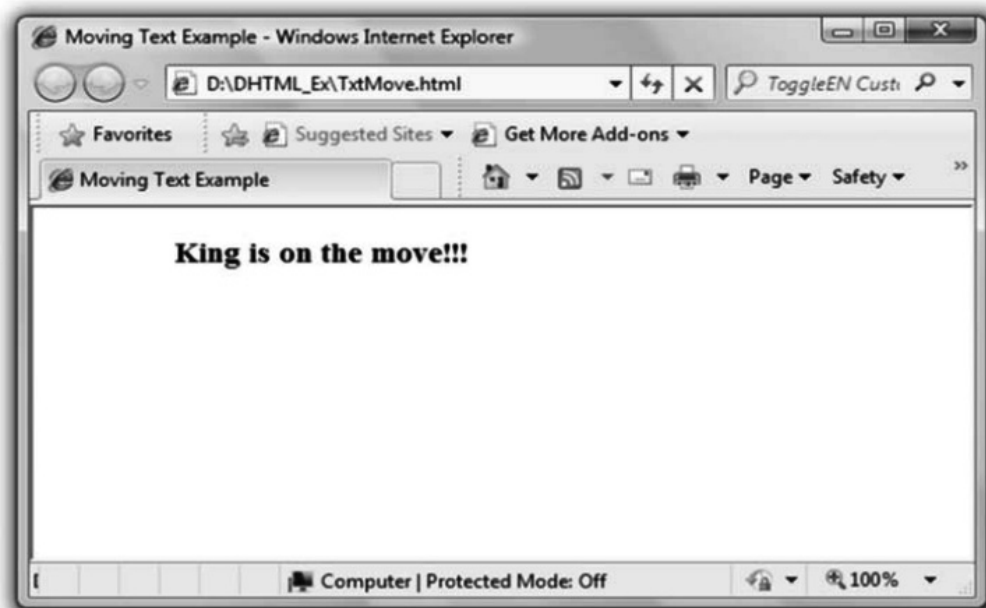 Moving Text Example - Windows Internet Explorer
D:\DHTML_Ex\TxtMove.html
ToggleEN Custi
Favorites Suggested Sites Get More Add-ons
Moving Text Example Page Safety »
King is on the move!!!
Computer | Protected Mode: Off 100%